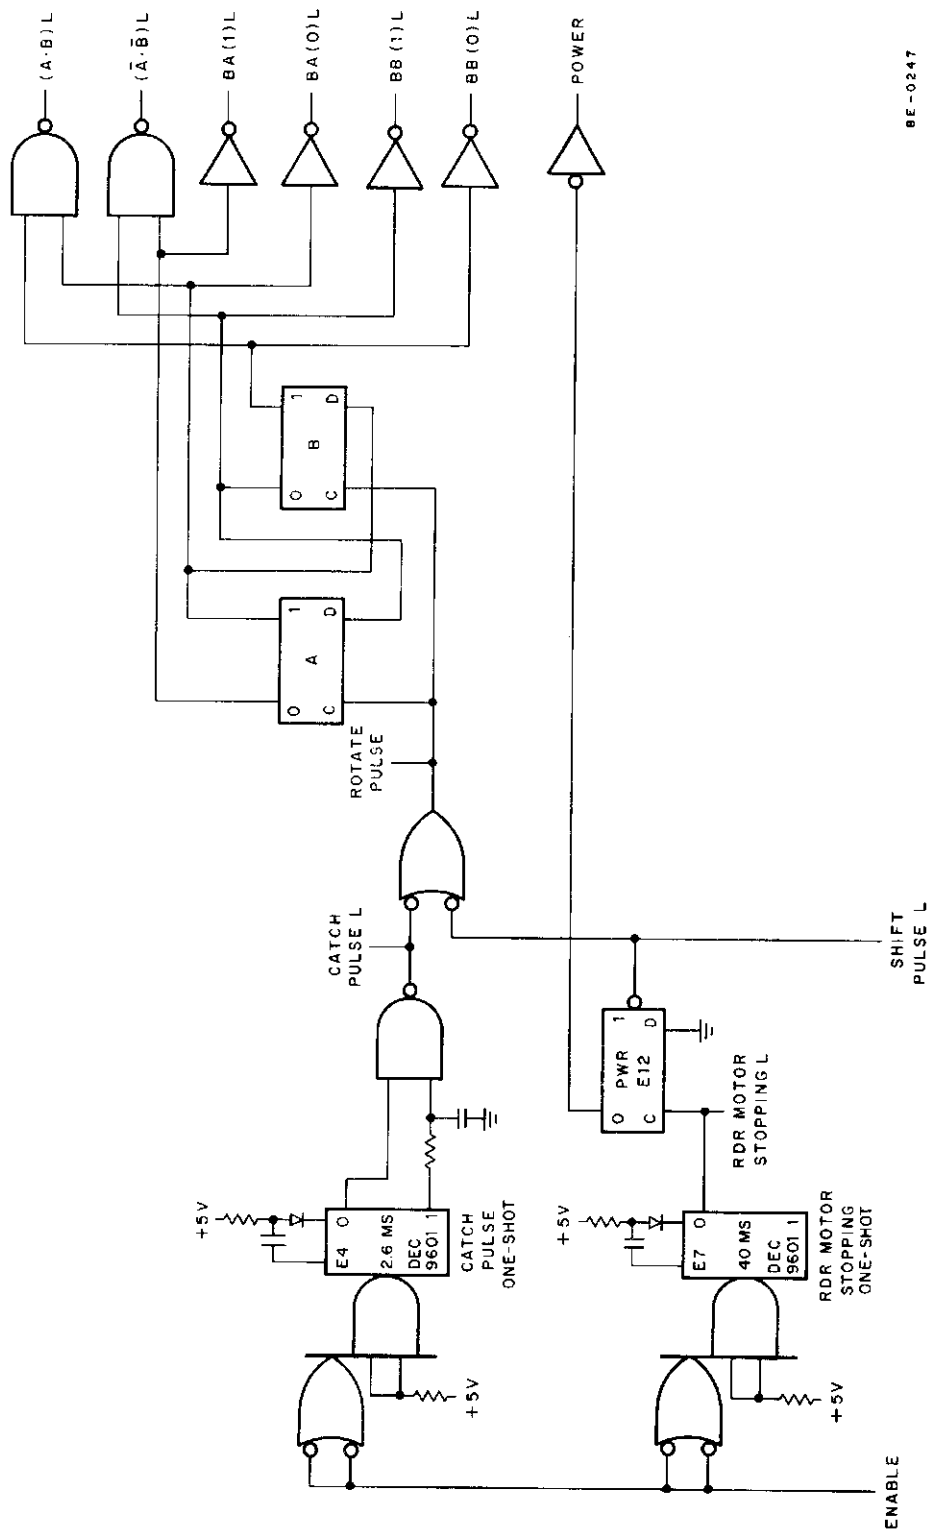 (A·B)L
(Ā·B̄)L
BA(1)L
BA(0)L
BB(1)L
BB(0)L
POWER
BE-0247
0 1
B
C D
0 1
A
C D
ROTATE
PULSE
CATCH
PULSE L
SHIFT
PULSE L
0 1
PWR
E12
C D
RDR MOTOR
STOPPING L
+5V
E4 0
2.6 MS
DEC
9601 1
CATCH
PULSE
ONE-SHOT
+5V
+5V
E7 0
40 MS
DEC
9601 1
RDR MOTOR
STOPPING
ONE-SHOT
+5V
ENABLE